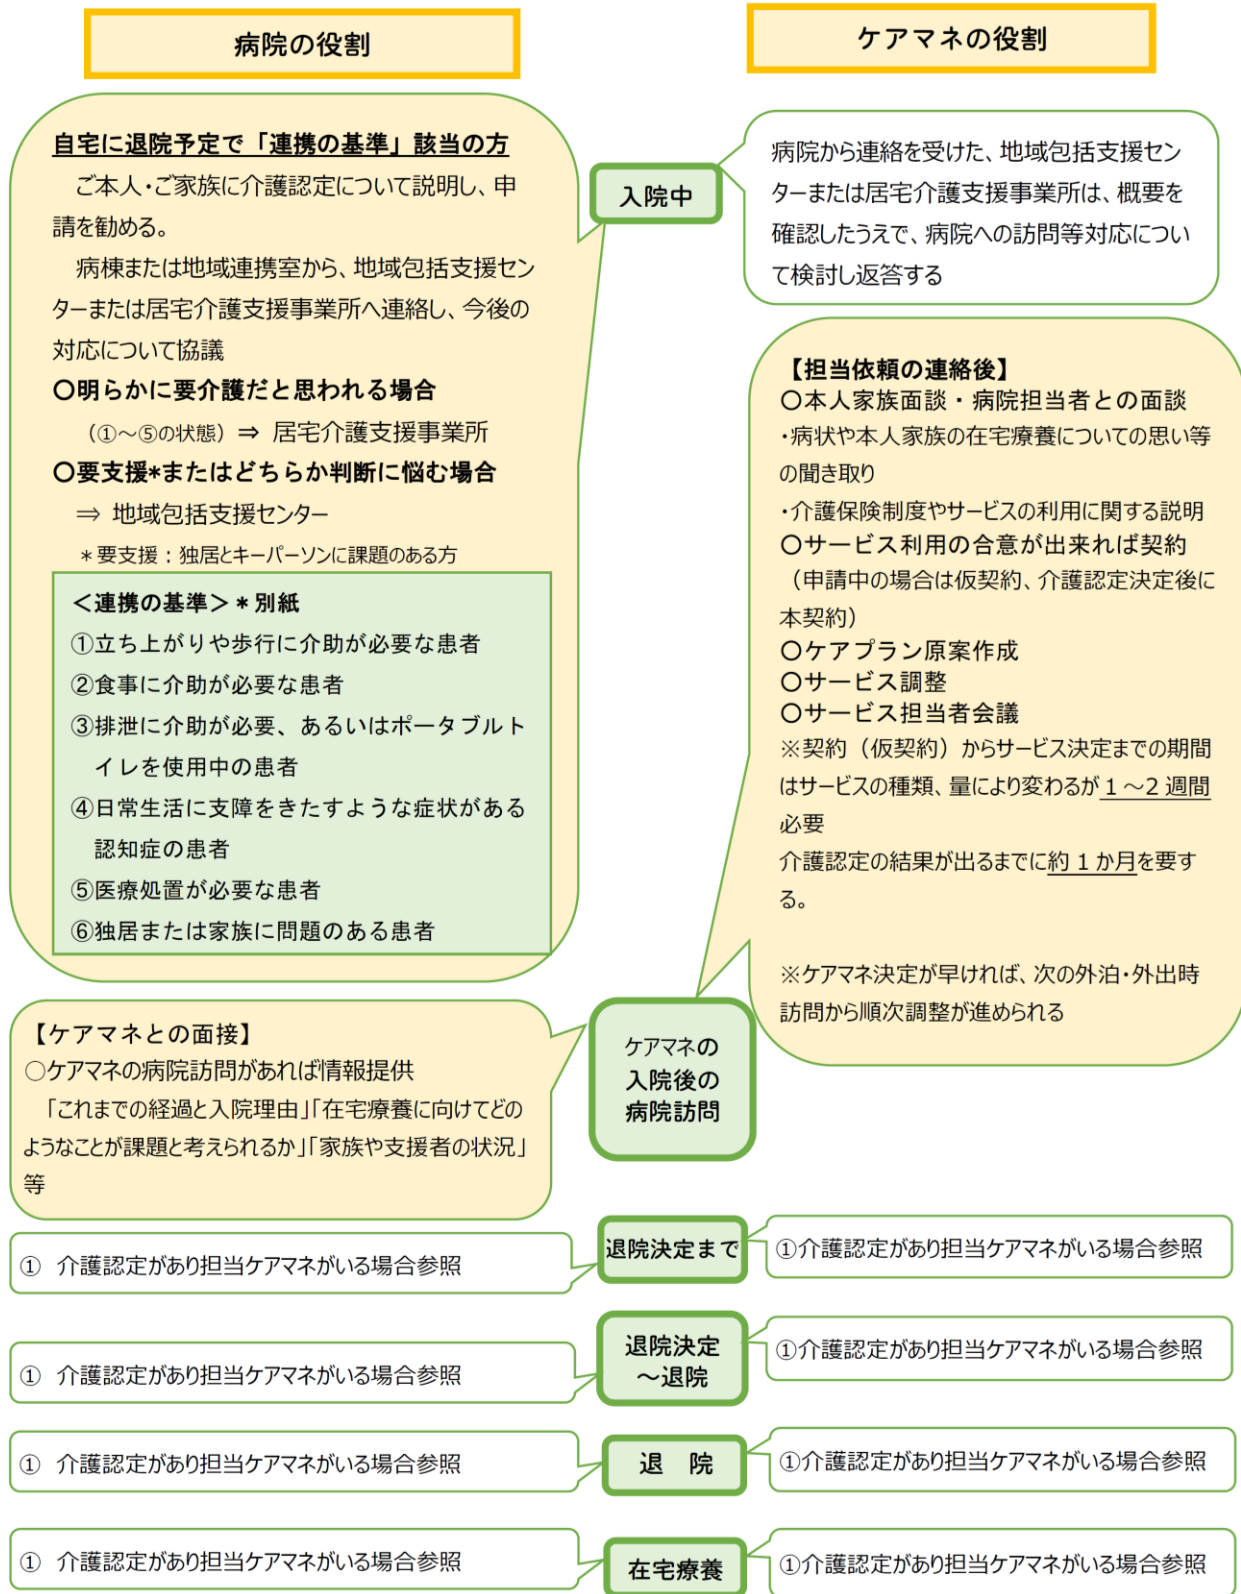 病院の役割
ケアマネの役割
自宅に退院予定で「連携の基準」該当の方
ご本人・ご家族に介護認定について説明し、申
請を勧める。
病棟または地域連携室から、地域包括支援セン
ターまたは居宅介護支援事業所へ連絡し、今後の
対応について協議
〇明らかに要介護だと思われる場合
（①～⑤の状態）⇒ 居宅介護支援事業所
〇要支援*またはどちらか判断に悩む場合
⇒ 地域包括支援センター
＊要支援：独居とキーパーソンに課題のある方
＜連携の基準＞＊別紙
①立ち上がりや歩行に介助が必要な患者
②食事に介助が必要な患者
③排泄に介助が必要、あるいはポータブルト
イレを使用中の患者
④日常生活に支障をきたすような症状がある
認知症の患者
⑤医療処置が必要な患者
⑥独居または家族に問題のある患者
入院中
病院から連絡を受けた、地域包括支援セン
ターまたは居宅介護支援事業所は、概要を
確認したうえで、病院への訪問等対応につい
て検討し返答する
【担当依頼の連絡後】
〇本人家族面談・病院担当者との面談
・病状や本人家族の在宅療養についての思い等
の聞き取り
・介護保険制度やサービスの利用に関する説明
〇サービス利用の合意が出来れば契約
（申請中の場合は仮契約、介護認定決定後に
本契約）
〇ケアプラン原案作成
〇サービス調整
〇サービス担当者会議
※契約（仮契約）からサービス決定までの期間
はサービスの種類、量により変わるが１～２週間
必要
介護認定の結果が出るまでに約１か月を要す
る。
※ケアマネ決定が早ければ、次の外泊・外出時
訪問から順次調整が進められる
【ケアマネとの面接】
○ケアマネの病院訪問があれば情報提供
「これまでの経過と入院理由」「在宅療養に向けてどの
ようなことが課題と考えられるか」「家族や支援者の状況」
等
ケアマネの
入院後の
病院訪問
① 介護認定があり担当ケアマネがいる場合参照
退院決定まで
①介護認定があり担当ケアマネがいる場合参照
① 介護認定があり担当ケアマネがいる場合参照
退院決定
～退院
①介護認定があり担当ケアマネがいる場合参照
① 介護認定があり担当ケアマネがいる場合参照
退 院
①介護認定があり担当ケアマネがいる場合参照
① 介護認定があり担当ケアマネがいる場合参照
在宅療養
①介護認定があり担当ケアマネがいる場合参照